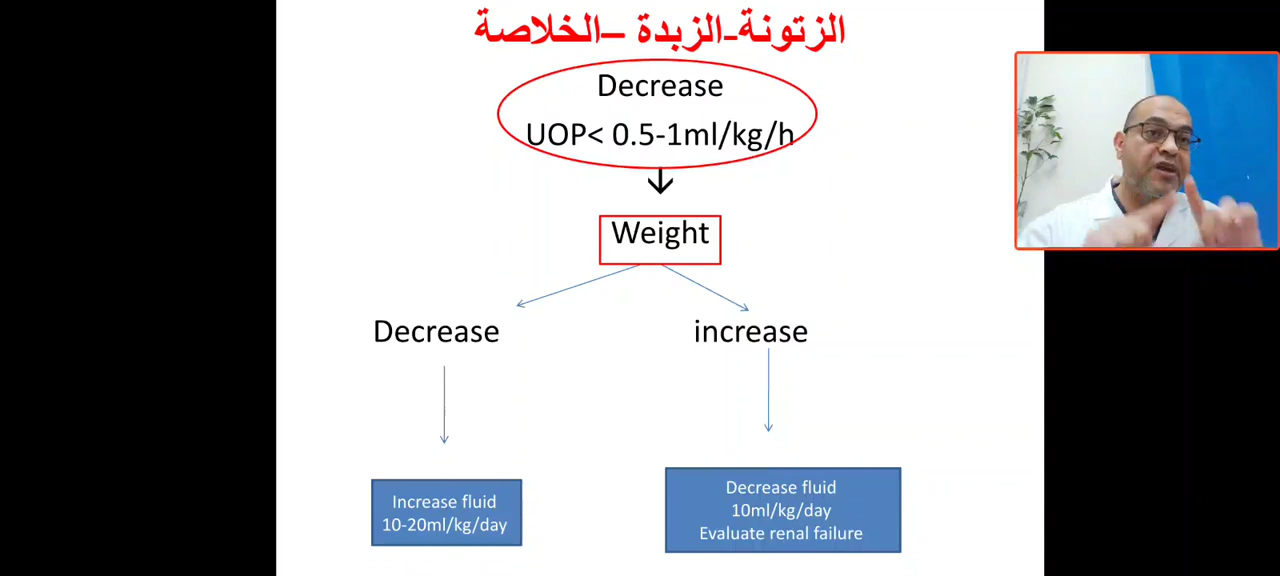 الزتونة-الزبدة –الخلاصة
Decrease
UOP< 0.5-1ml/kg/h
Weight
Decrease
increase
Increase fluid
10-20ml/kg/day
Decrease fluid
10ml/kg/day
Evaluate renal failure